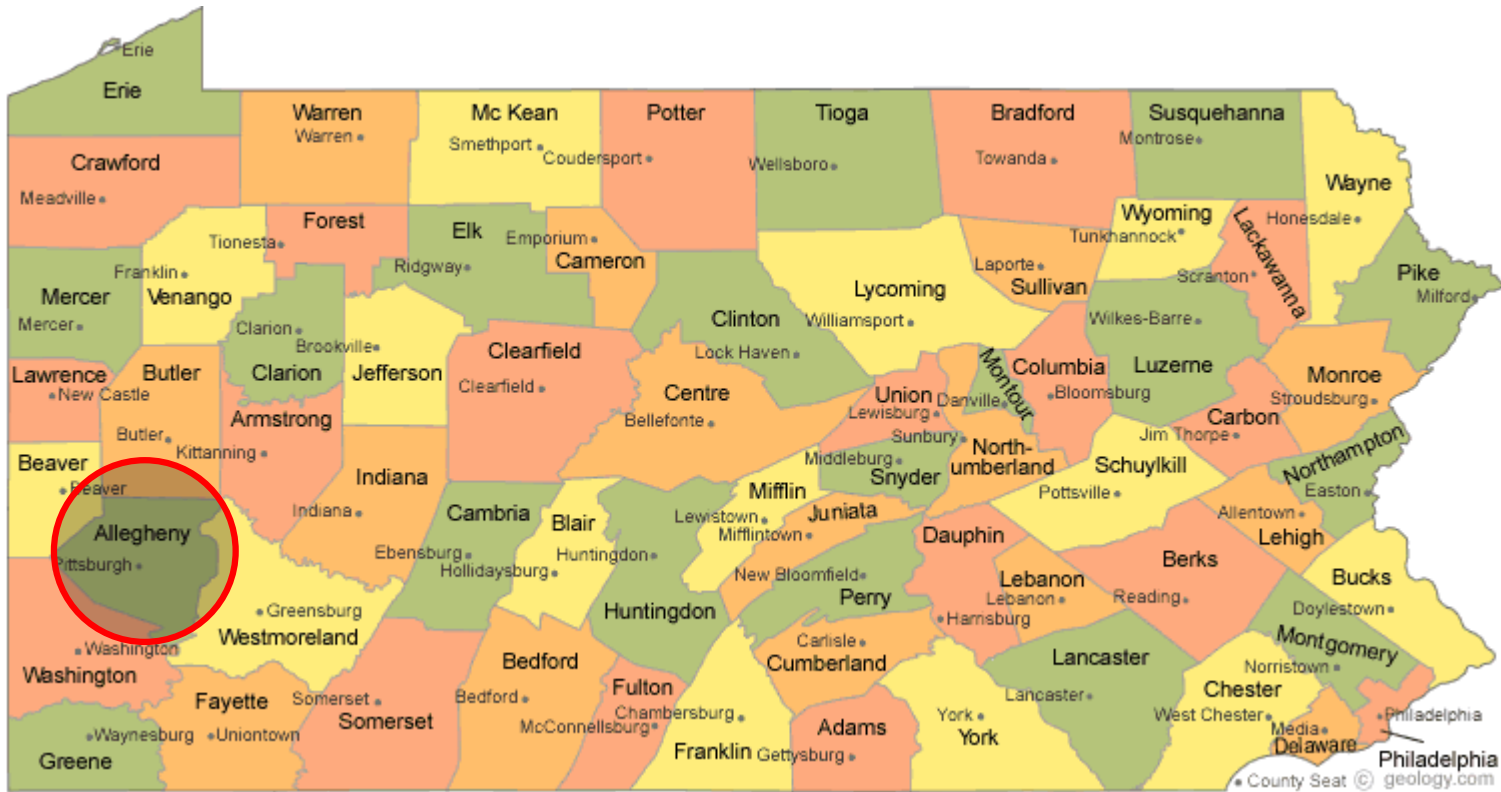 Erie
Erie
Warren
Warren
Mc Kean
Smethport
Potter
Coudersport
Tioga
Wellsboro
Bradford
Towanda
Susquehanna
Montrose
Wayne
Honesdale
Crawford
Meadville
Forest
Tionesta
Elk
Ridgway
Emporium
Cameron
Wyoming
Tunkhannock
Lackawanna
Scranton
Laporte
Sullivan
Pike
Milford
Mercer
Mercer
Franklin
Venango
Clarion
Clarion
Brookville
Jefferson
Clearfield
Clearfield
Clinton
Lock Haven
Lycoming
Williamsport
Wilkes-Barre
Luzerne
Columbia
Bloomsburg
Montour
Danville
Monroe
Stroudsburg
Lawrence
New Castle
Butler
Butler
Armstrong
Kittanning
Centre
Bellefonte
Union
Lewisburg
Sunbury
North-
umberland
Carbon
Jim Thorpe
Northampton
Easton
Beaver
Beaver
Indiana
Indiana
Middleburg
Snyder
Schuylkill
Pottsville
Allentown
Lehigh
Allegheny
Pittsburgh
Cambria
Ebensburg
Blair
Hollidaysburg
Huntingdon
Huntingdon
Mifflin
Lewistown
Juniata
Mifflintown
New Bloomfield
Perry
Dauphin
Harrisburg
Lebanon
Lebanon
Berks
Reading
Bucks
Doylestown
Greensburg
Westmoreland
Washington
Washington
Carlisle
Cumberland
Lancaster
Lancaster
Montgomery
Norristown
Bedford
Bedford
Fulton
McConnellsburg
Chambersburg
Franklin
Adams
Gettysburg
York
York
Chester
West Chester
Media
Delaware
Philadelphia
Philadelphia
Fayette
Uniontown
Somerset
Somerset
Waynesburg
Greene
County Seat © geology.com